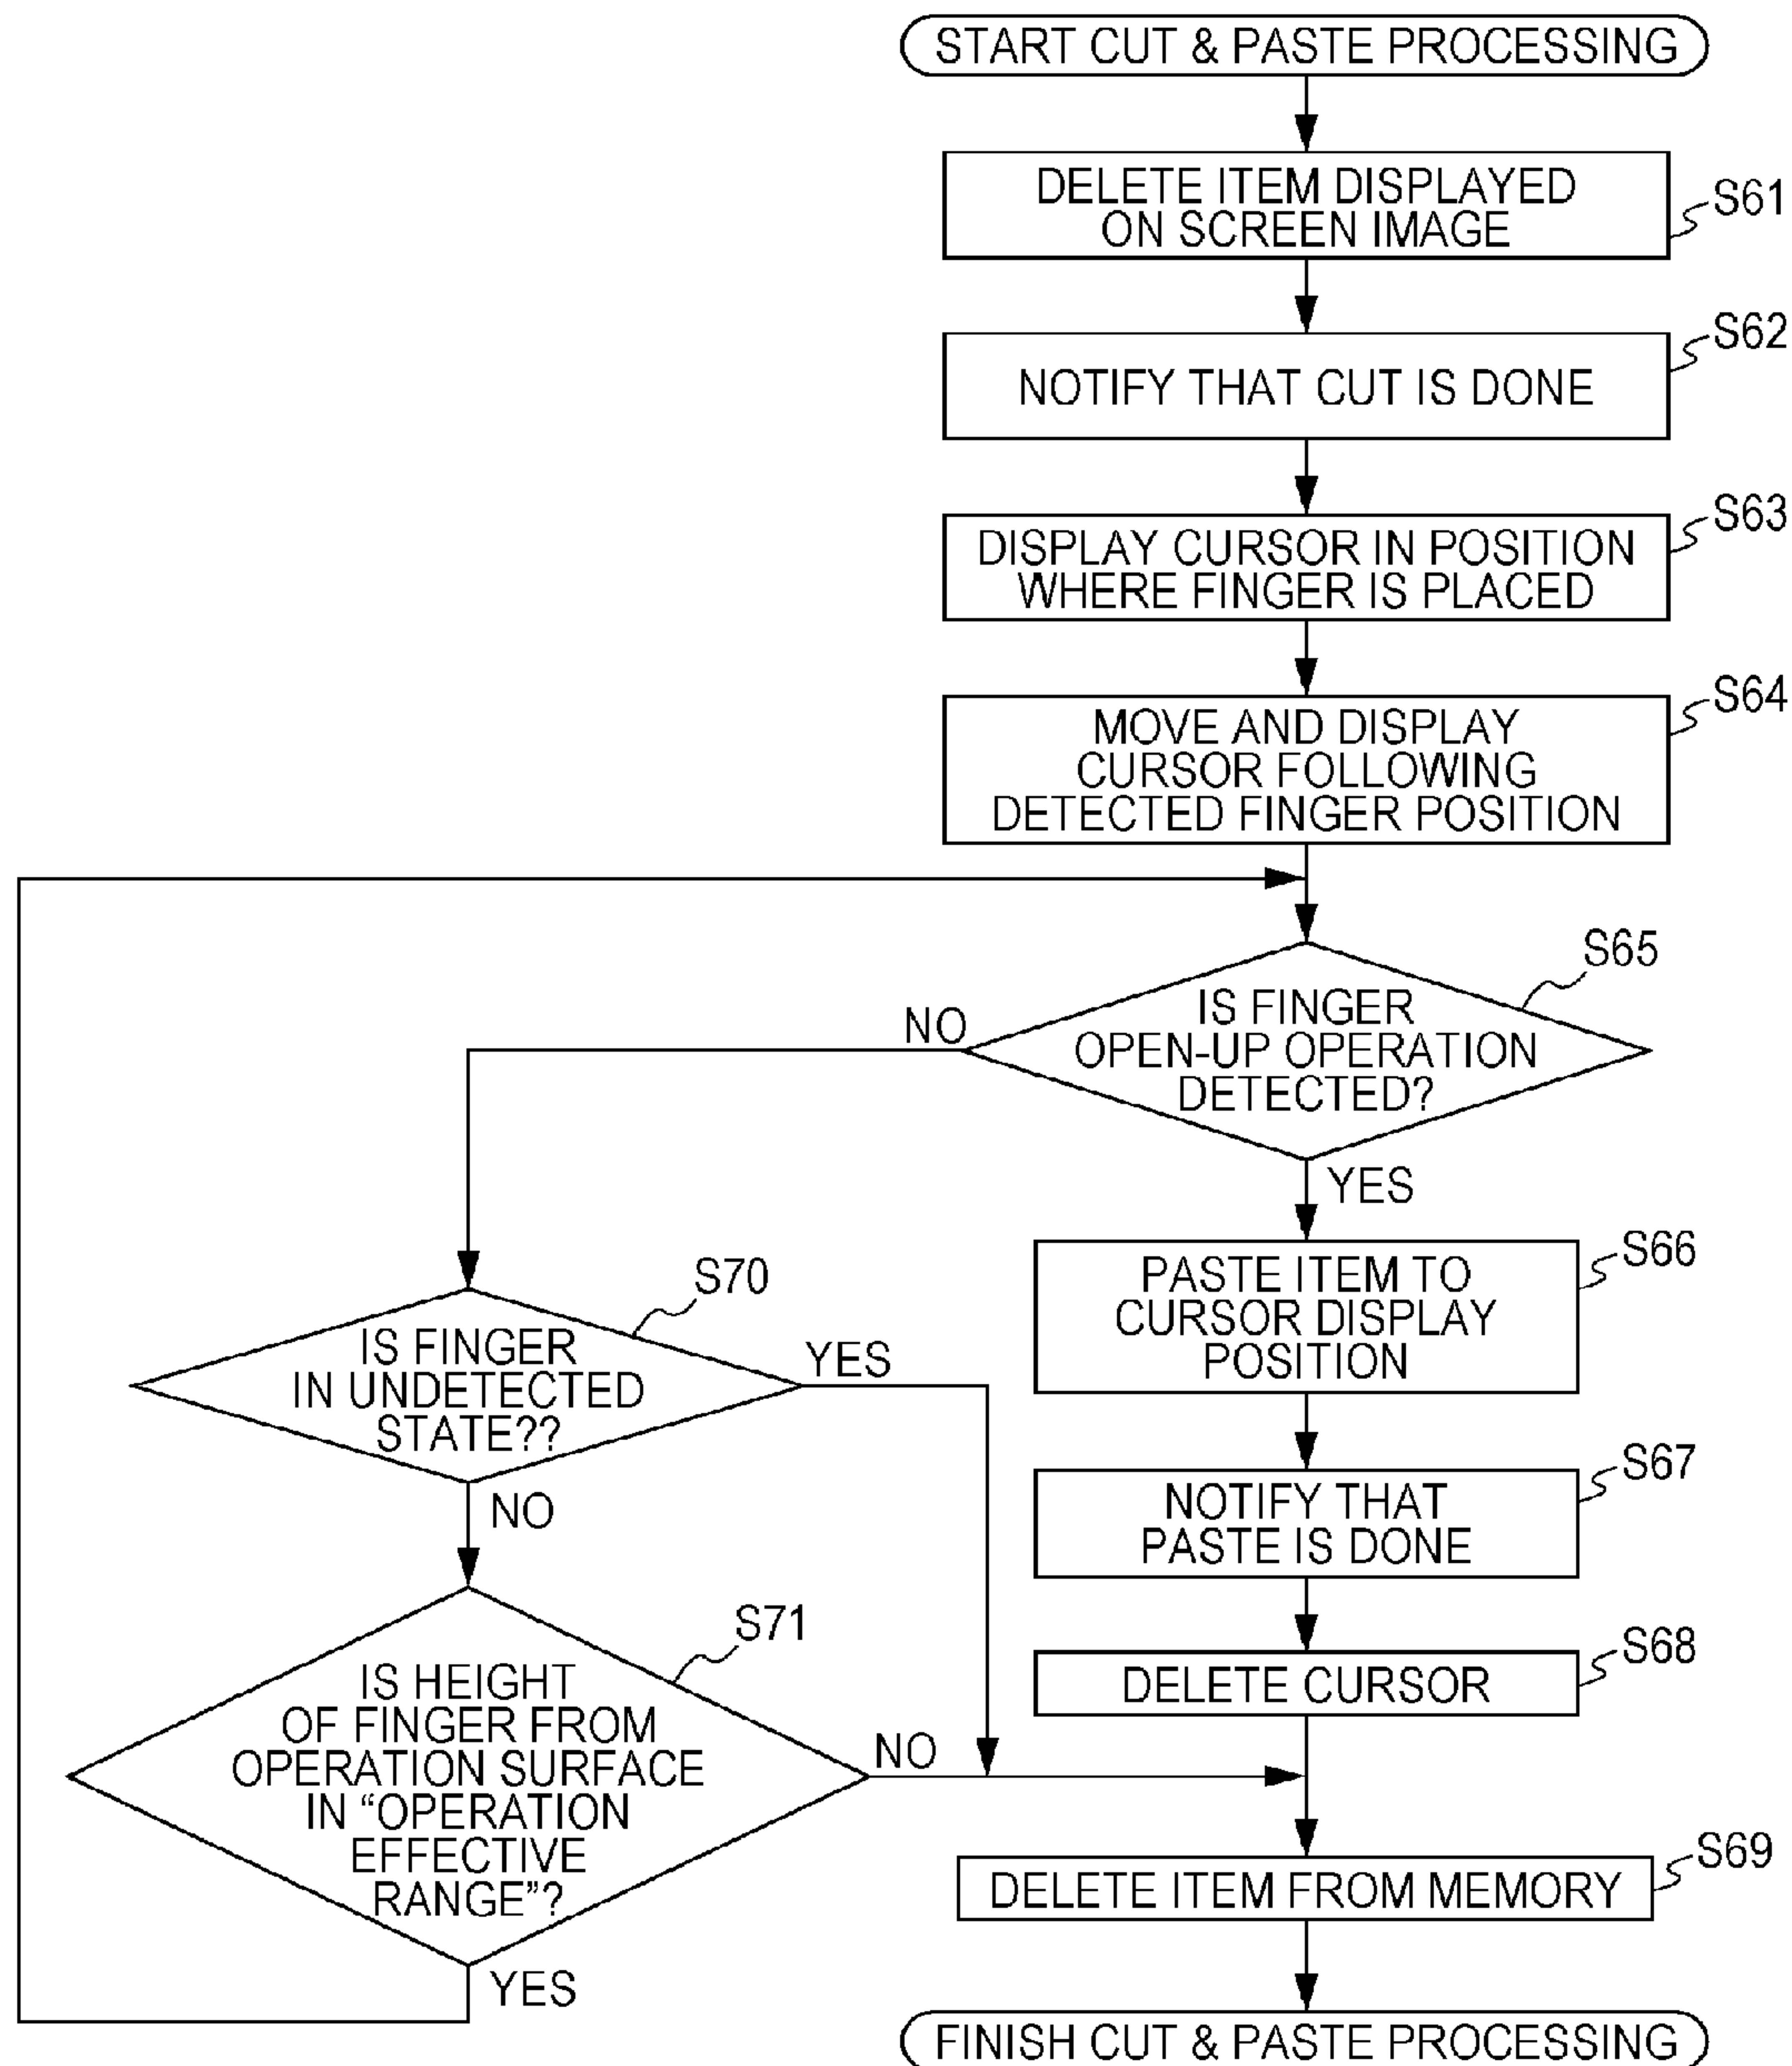 START CUT & PASTE PROCESSING
DELETE ITEM DISPLAYED
ON SCREEN IMAGE
S61
NOTIFY THAT CUT IS DONE
S62
DISPLAY CURSOR IN POSITION
WHERE FINGER IS PLACED
S63
MOVE AND DISPLAY
CURSOR FOLLOWING
DETECTED FINGER POSITION
S64
IS FINGER
OPEN-UP OPERATION
DETECTED?
S65
NO
YES
PASTE ITEM TO
CURSOR DISPLAY
POSITION
S66
NOTIFY THAT
PASTE IS DONE
S67
DELETE CURSOR
S68
IS FINGER
IN UNDETECTED
STATE??
S70
YES
NO
IS HEIGHT
OF FINGER FROM
OPERATION SURFACE
IN “OPERATION
EFFECTIVE
RANGE”?
S71
NO
YES
DELETE ITEM FROM MEMORY
S69
FINISH CUT & PASTE PROCESSING